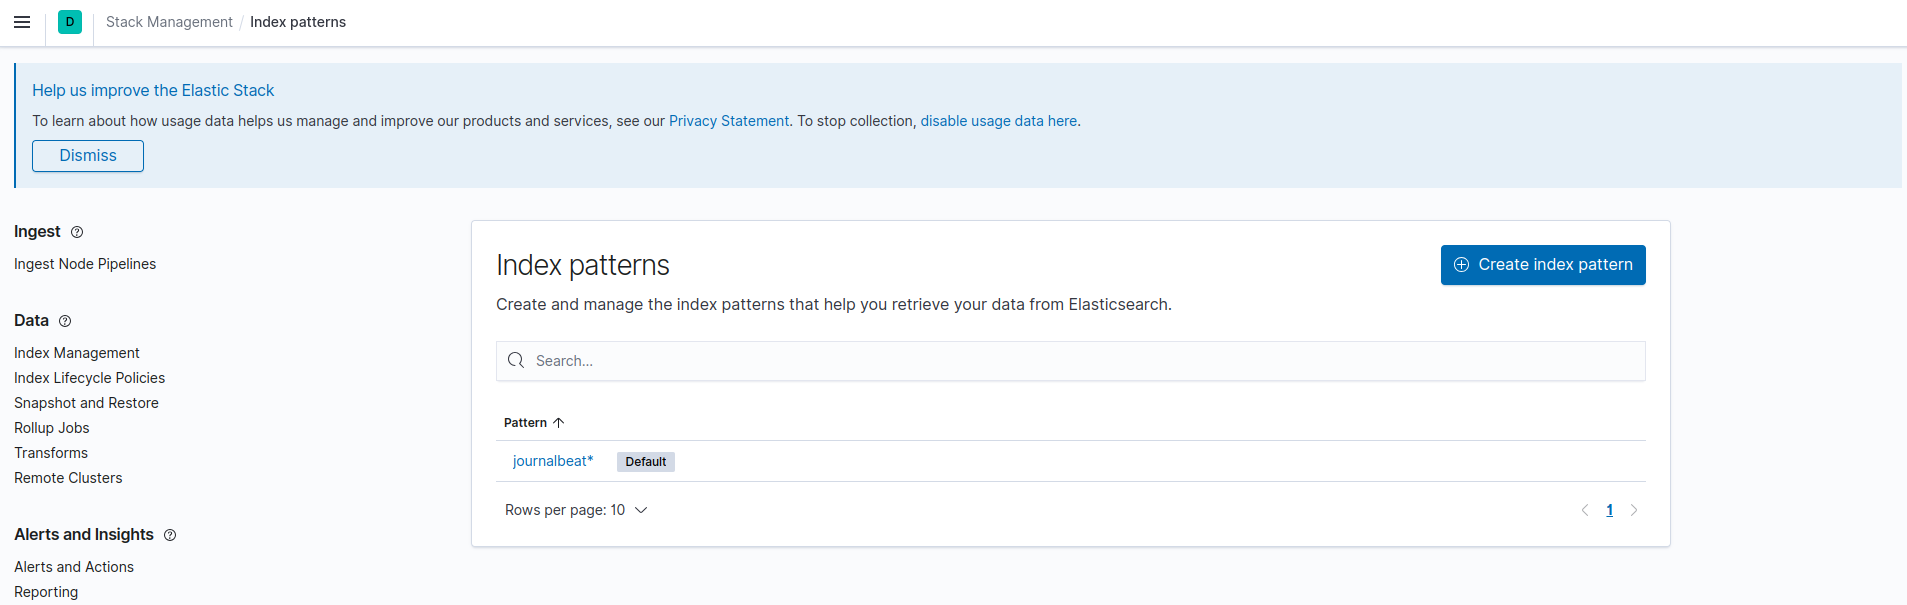 D Stack Management / Index patterns
Help us improve the Elastic Stack
To learn about how usage data helps us manage and improve our products and services, see our Privacy Statement. To stop collection, disable usage data here.
Dismiss
Ingest
Ingest Node Pipelines
Data
Index Management
Index Lifecycle Policies
Snapshot and Restore
Rollup Jobs
Transforms
Remote Clusters
Alerts and Insights
Alerts and Actions
Reporting
Index patterns
Create index pattern
Create and manage the index patterns that help you retrieve your data from Elasticsearch.
Search...
Pattern
journalbeat* Default
Rows per page: 10
1